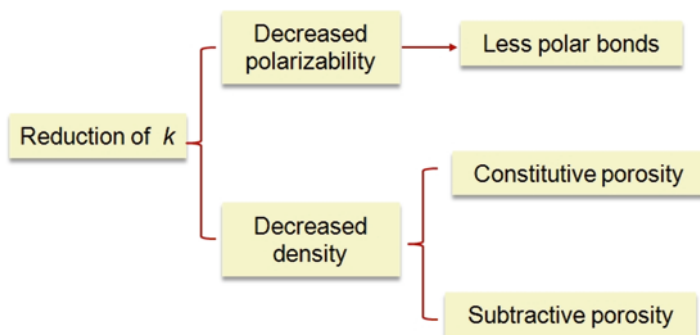 Decreased
polarizability
Less polar bonds
Reduction of k
Constitutive porosity
Decreased
density
Subtractive porosity